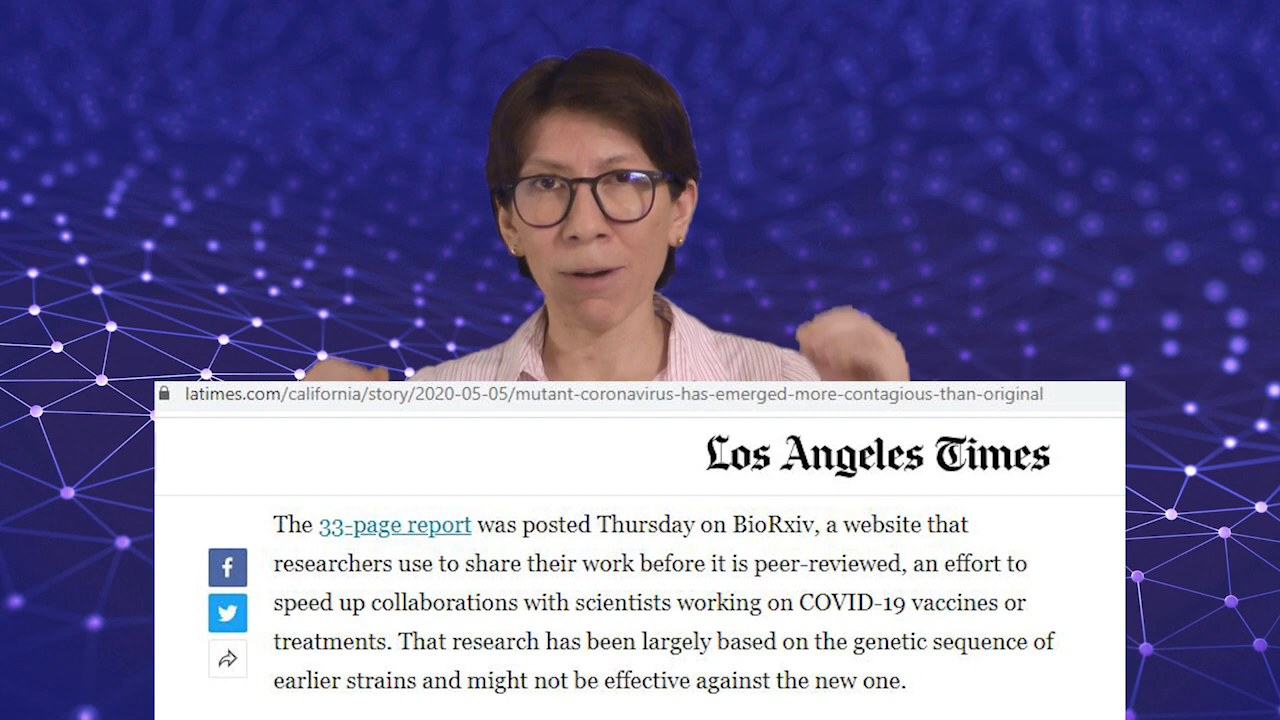 latimes.com/california/story/2020-05-05/mutant-coronavirus-has-emerged-more-contagious-than-original
Los Angeles Times
The 33-page report was posted Thursday on BioRxiv, a website that
researchers use to share their work before it is peer-reviewed, an effort to
speed up collaborations with scientists working on COVID-19 vaccines or
treatments. That research has been largely based on the genetic sequence of
earlier strains and might not be effective against the new one.